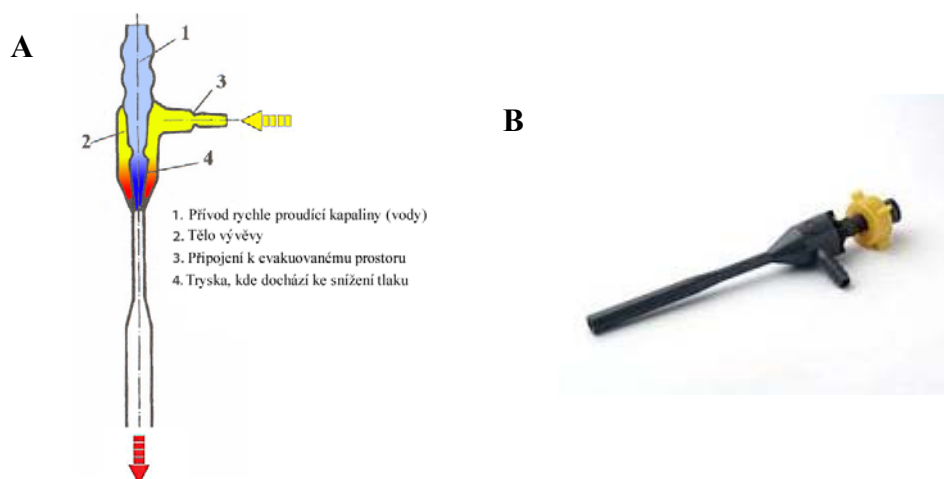 A
1
3
2
4
B
1. Přívod rychle proudící kapaliny (vody)
2. Tělo vývěvy
3. Připojení k evakuovanému prostoru
4. Tryska, kde dochází ke snížení tlaku